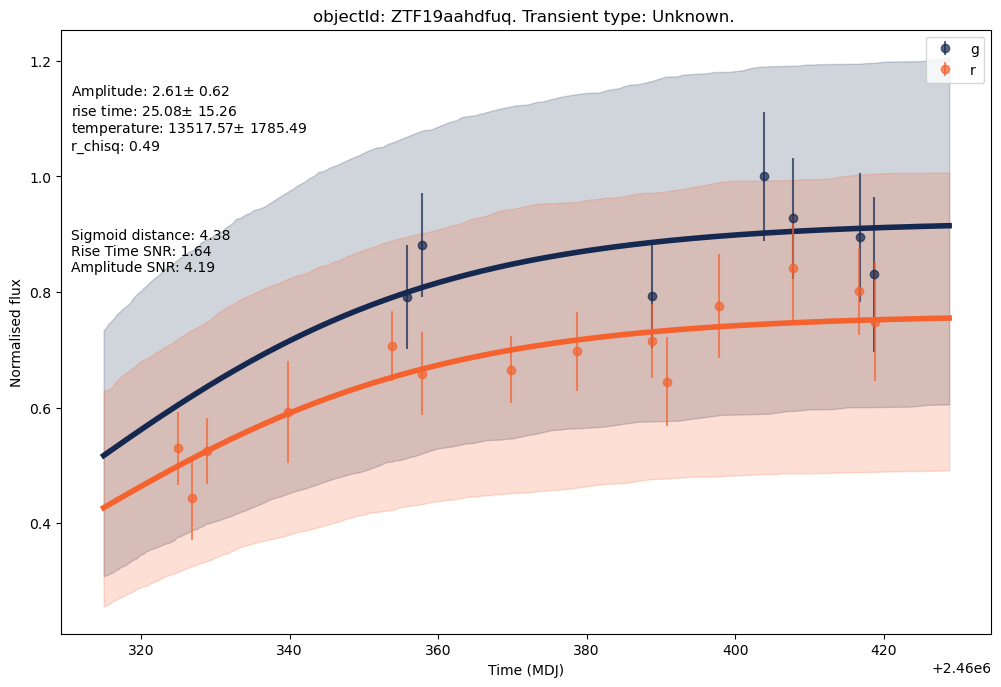 objectId: ZTF19aahdfuq. Transient type: Unknown.
g
r
Amplitude: 2.61± 0.62
rise time: 25.08± 15.26
temperature: 13517.57± 1785.49
r_chisq: 0.49
Sigmoid distance: 4.38
Rise Time SNR: 1.64
Amplitude SNR: 4.19
Normalised flux
1.2
1.0
0.8
0.6
0.4
320 340 360 380 400 420
Time (MDJ)
+2.46e6